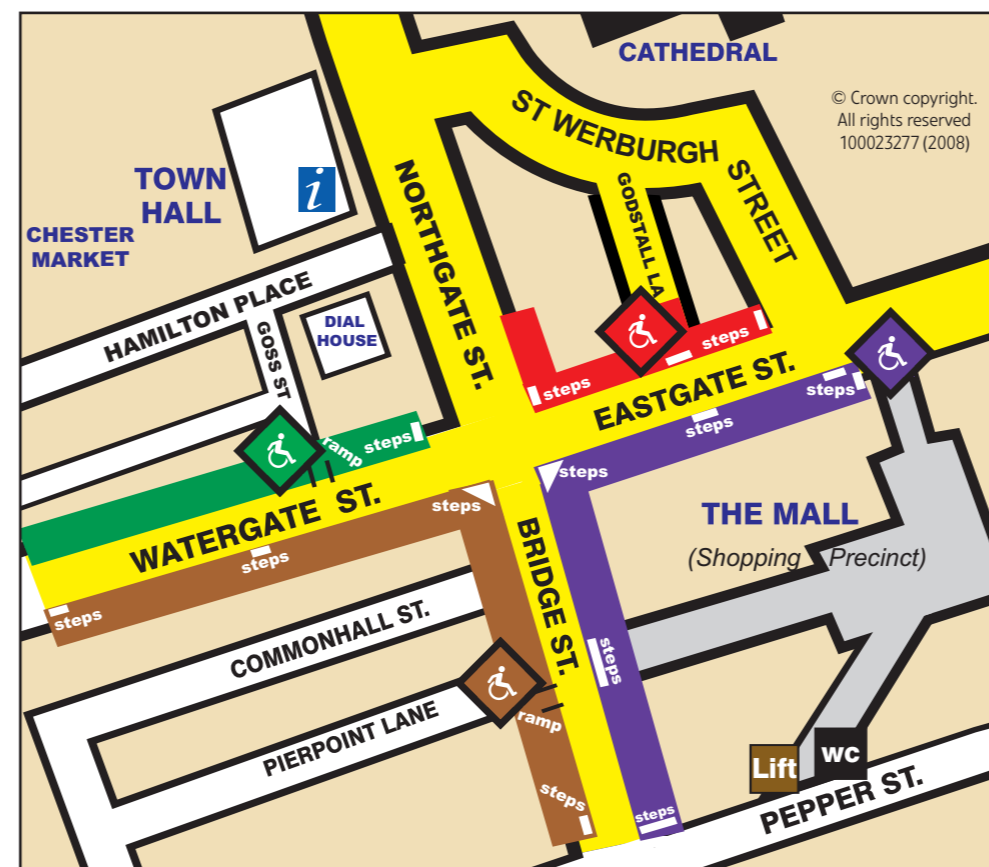 CATHEDRAL
© Crown copyright.
All rights reserved
100023277 (2008)
ST WERBURGH
STREET
TOWN
HALL
i
CHESTER
MARKET
NORTHGATE ST.
GODSTALL LA
HAMILTON PLACE
GOSS ST
DIAL
HOUSE
steps
steps
EASTGATE ST.
steps
steps
ramp
steps
steps
WATERGATE ST.
steps
steps
steps
BRIDGE ST.
THE MALL
(Shopping Precinct)
COMMONHALL ST.
steps
PIERPOINT LANE
ramp
steps
steps
Lift
WC
PEPPER ST.